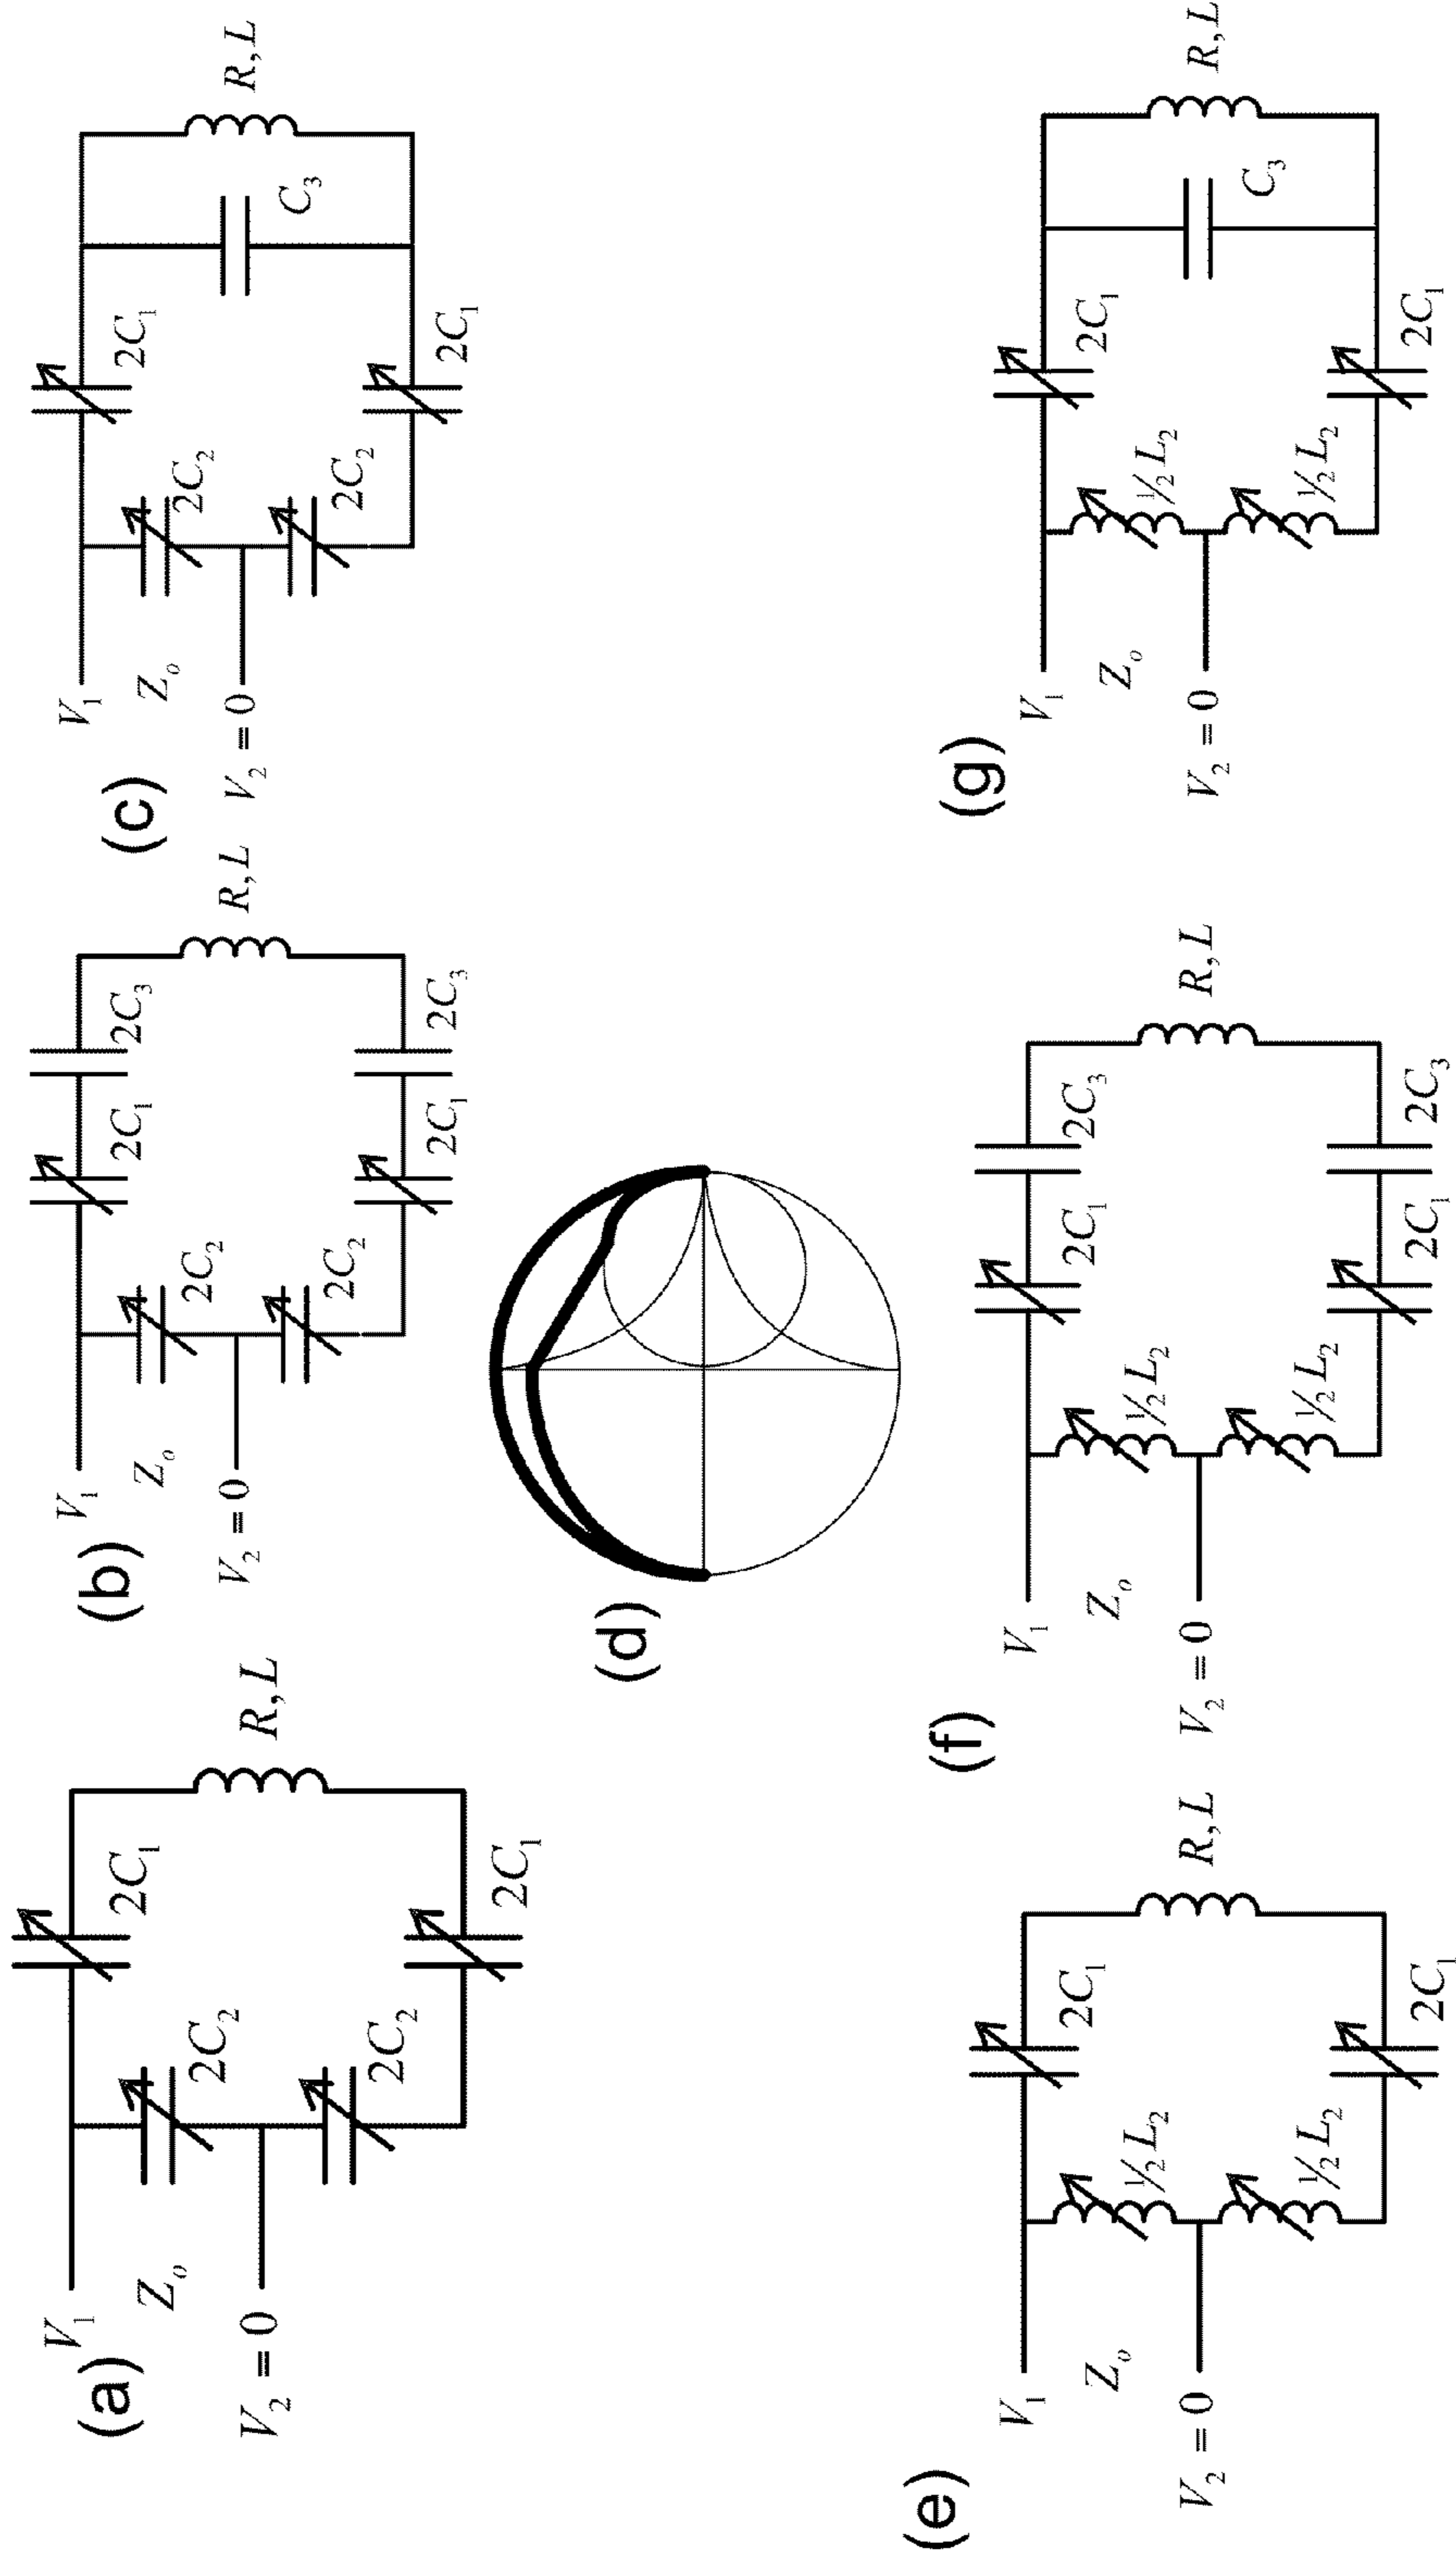 (a)
V₁
Zₒ
V₂ = 0
2C₂
2C₂
2C₁
2C₁
R, L
(b)
V₁
Zₒ
V₂ = 0
2C₂
2C₂
2C₁
2C₃
2C₁
2C₃
R, L
(c)
V₁
Zₒ
V₂ = 0
2C₂
2C₂
2C₁
2C₁
C₃
R, L
(d)
(e)
V₁
Zₒ
V₂ = 0
½L₂
½L₂
2C₁
2C₁
R, L
(f)
V₁
Zₒ
V₂ = 0
½L₂
½L₂
2C₁
2C₃
2C₁
2C₃
R, L
(g)
V₁
Zₒ
V₂ = 0
½L₂
½L₂
2C₁
2C₁
C₃
R, L